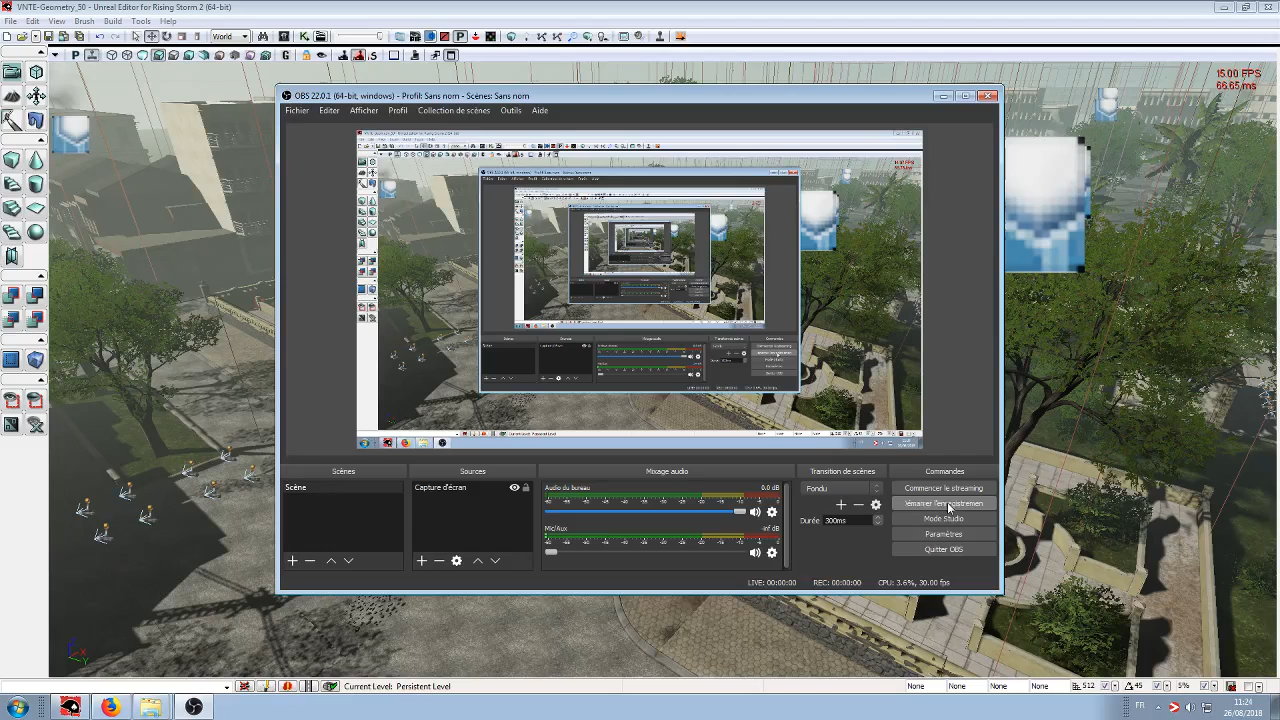 VNTE-Geometry_50 - Unreal Editor for Rising Storm 2 (64-bit)
File Edit View Brush Build Tools Help
World
15.00 FPS
66.65 ms
OBS 22.0.1 (64-bit, windows) - Profil: Sans nom - Scènes: Sans nom
Fichier Editer Afficher Profil Collection de scènes Outils Aide
Scènes Sources Mixage audio Transition de scènes Commandes
Scène
Capture d'écran
Audio du bureau 0.0 dB
Mic/Aux -inf dB
Fondu
Durée 300ms
Commencer le streaming
Démarrer l'enregistrement
Mode Studio
Paramètres
Quitter OBS
LIVE: 00:00:00 REC: 00:00:00 CPU: 3.6%, 30.00 fps
X
Y
Current Level: Persistent Level
None None None None 512 45 5%
FR
11:24
26/08/2018